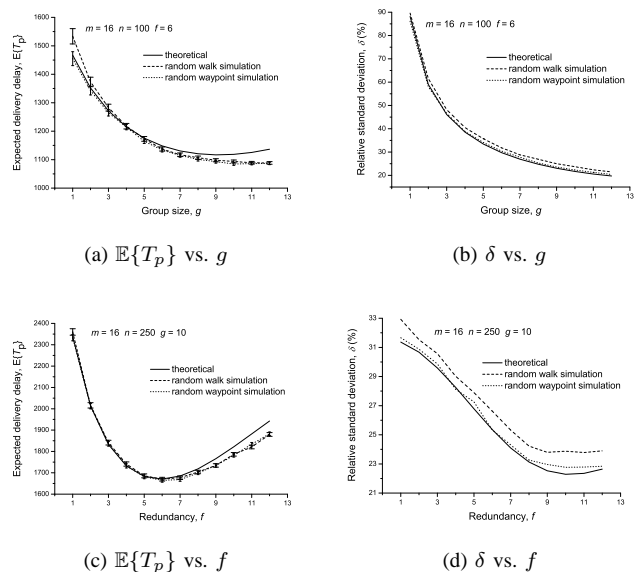 m = 16 n = 100 f = 6
theoretical
random walk simulation
random waypoint simulation
Expected delivery delay, E{Tp}
1600
1500
1400
1300
1200
1100
1000
1 3 5 7 9 11 13
Group size, g
(a) 𝔼{Tp} vs. g
m = 16 n = 100 f = 6
theoretical
random walk simulation
random waypoint simulation
Relative standard deviation, δ (%)
90
80
70
60
50
40
30
20
1 3 5 7 9 11 13
Group size, g
(b) δ vs. g
m = 16 n = 250 g = 10
theoretical
random walk simulation
random waypoint simulation
Expected delivery delay, E{Tp}
2400
2300
2200
2100
2000
1900
1800
1700
1600
1 3 5 7 9 11 13
Redundancy, f
(c) 𝔼{Tp} vs. f
m = 16 n = 250 g = 10
theoretical
random walk simulation
random waypoint simulation
Relative standard deviation, δ (%)
33
31
29
27
25
23
21
1 3 5 7 9 11 13
Redundancy, f
(d) δ vs. f